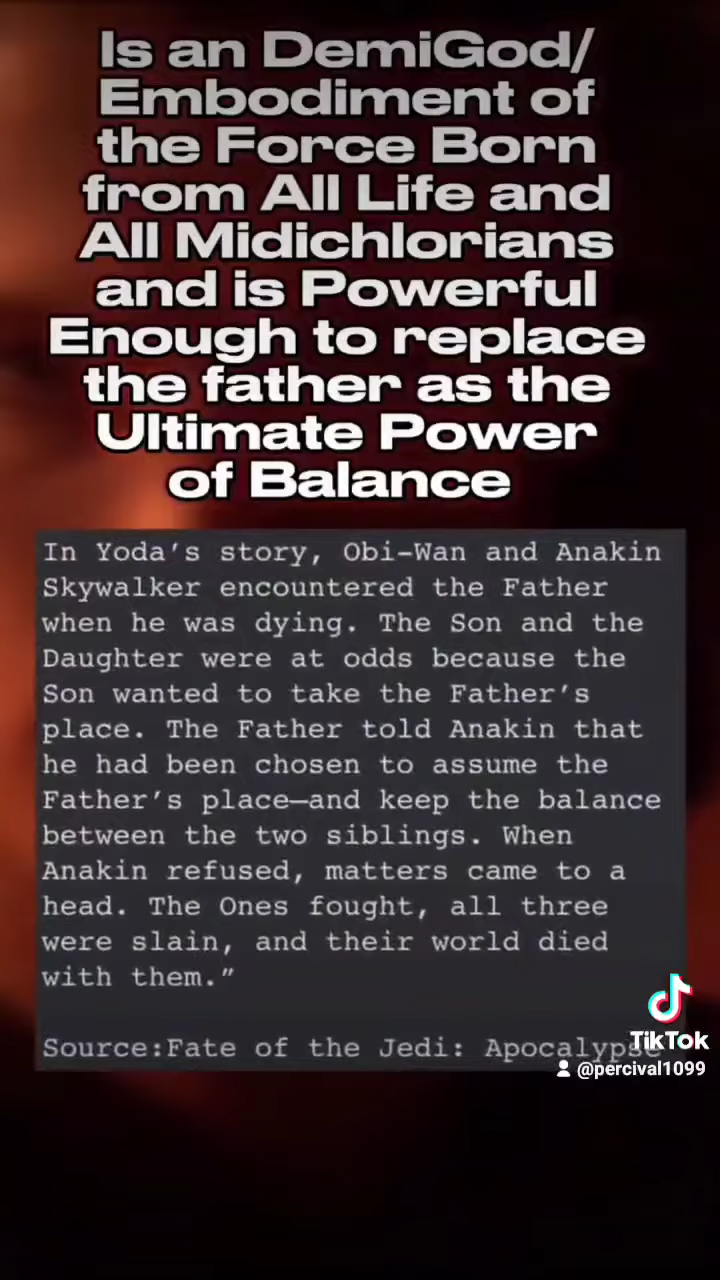 Is an DemiGod/
Embodiment of
the Force Born
from All Life and
All Midichlorians
and is Powerful
Enough to replace
the father as the
Ultimate Power
of Balance
In Yoda's story, Obi-Wan and Anakin
Skywalker encountered the Father
when he was dying. The Son and the
Daughter were at odds because the
Son wanted to take the Father's
place. The Father told Anakin that
he had been chosen to assume the
Father's place—and keep the balance
between the two siblings. When
Anakin refused, matters came to a
head. The Ones fought, all three
were slain, and their world died
with them.”
Source:Fate of the Jedi: Apocalypse
TikTok
@percival1099